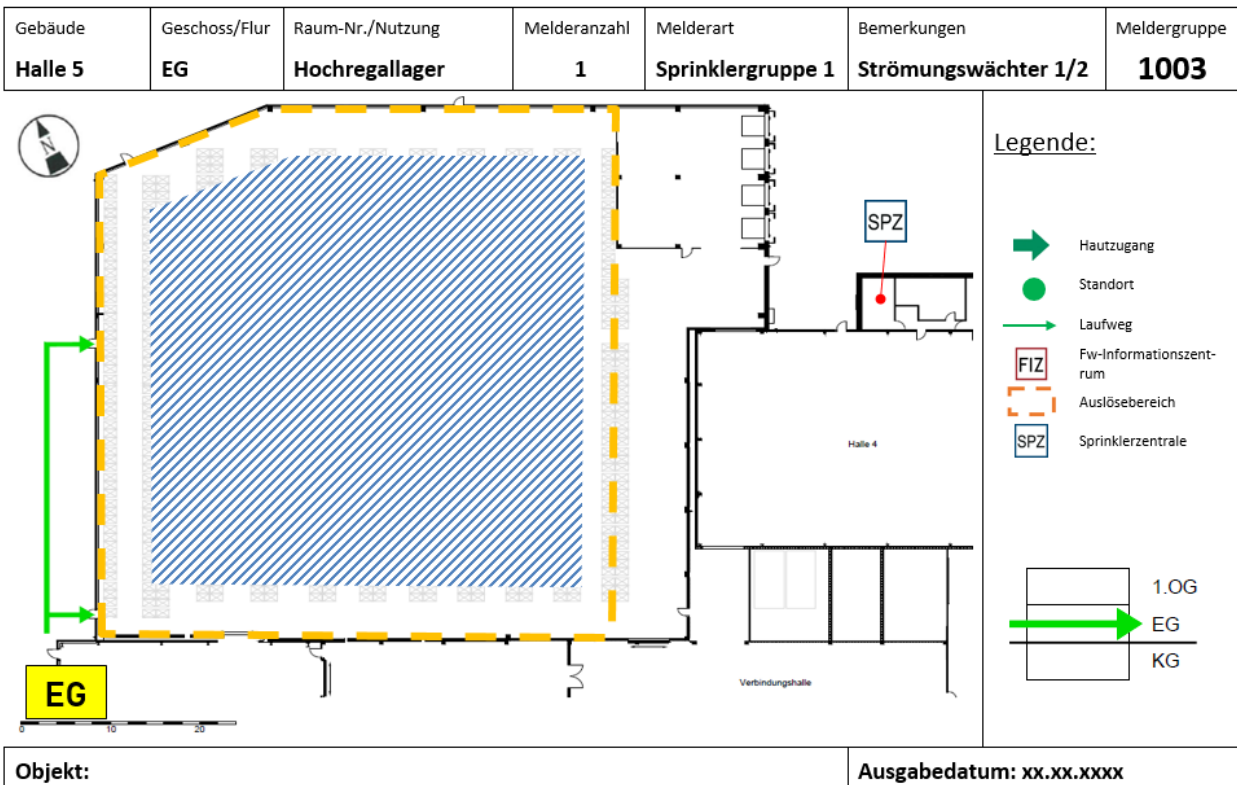 Gebäude
Halle 5
Geschoss/Flur
EG
Raum-Nr./Nutzung
Hochregallager
Melderanzahl
1
Melderart
Sprinklergruppe 1
Bemerkungen
Strömungswächter 1/2
Meldergruppe
1003
N
SPZ
Halle 4
Verbindungshalle
EG
0 10 20
Legende:
Hautzugang
Standort
Laufweg
FIZ Fw-Informationszent-
rum
Auslösebereich
SPZ Sprinklerzentrale
1.OG
EG
KG
Objekt:
Ausgabedatum: xx.xx.xxxx